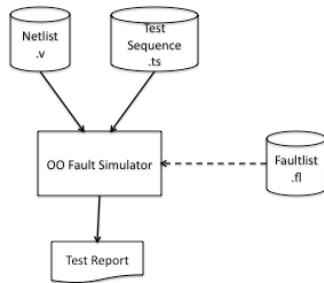 Netlist
.v
Test
Sequence
.ts
OO Fault Simulator
Faultlist
.fl
Test Report